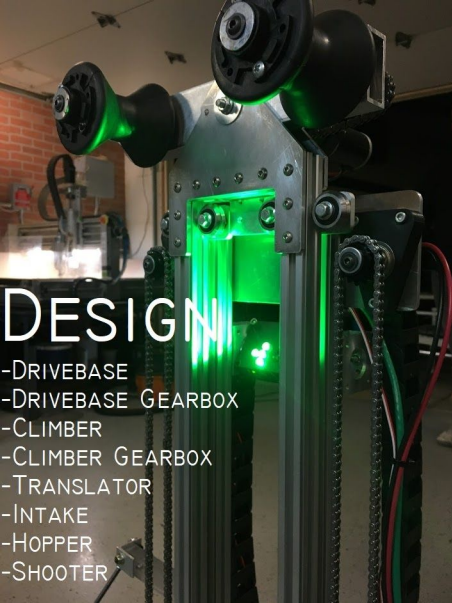 DESIGN
-DRIVEBASE
-DRIVEBASE GEARBOX
-CLIMBER
-CLIMBER GEARBOX
-TRANSLATOR
-INTAKE
-HOPPER
-SHOOTER